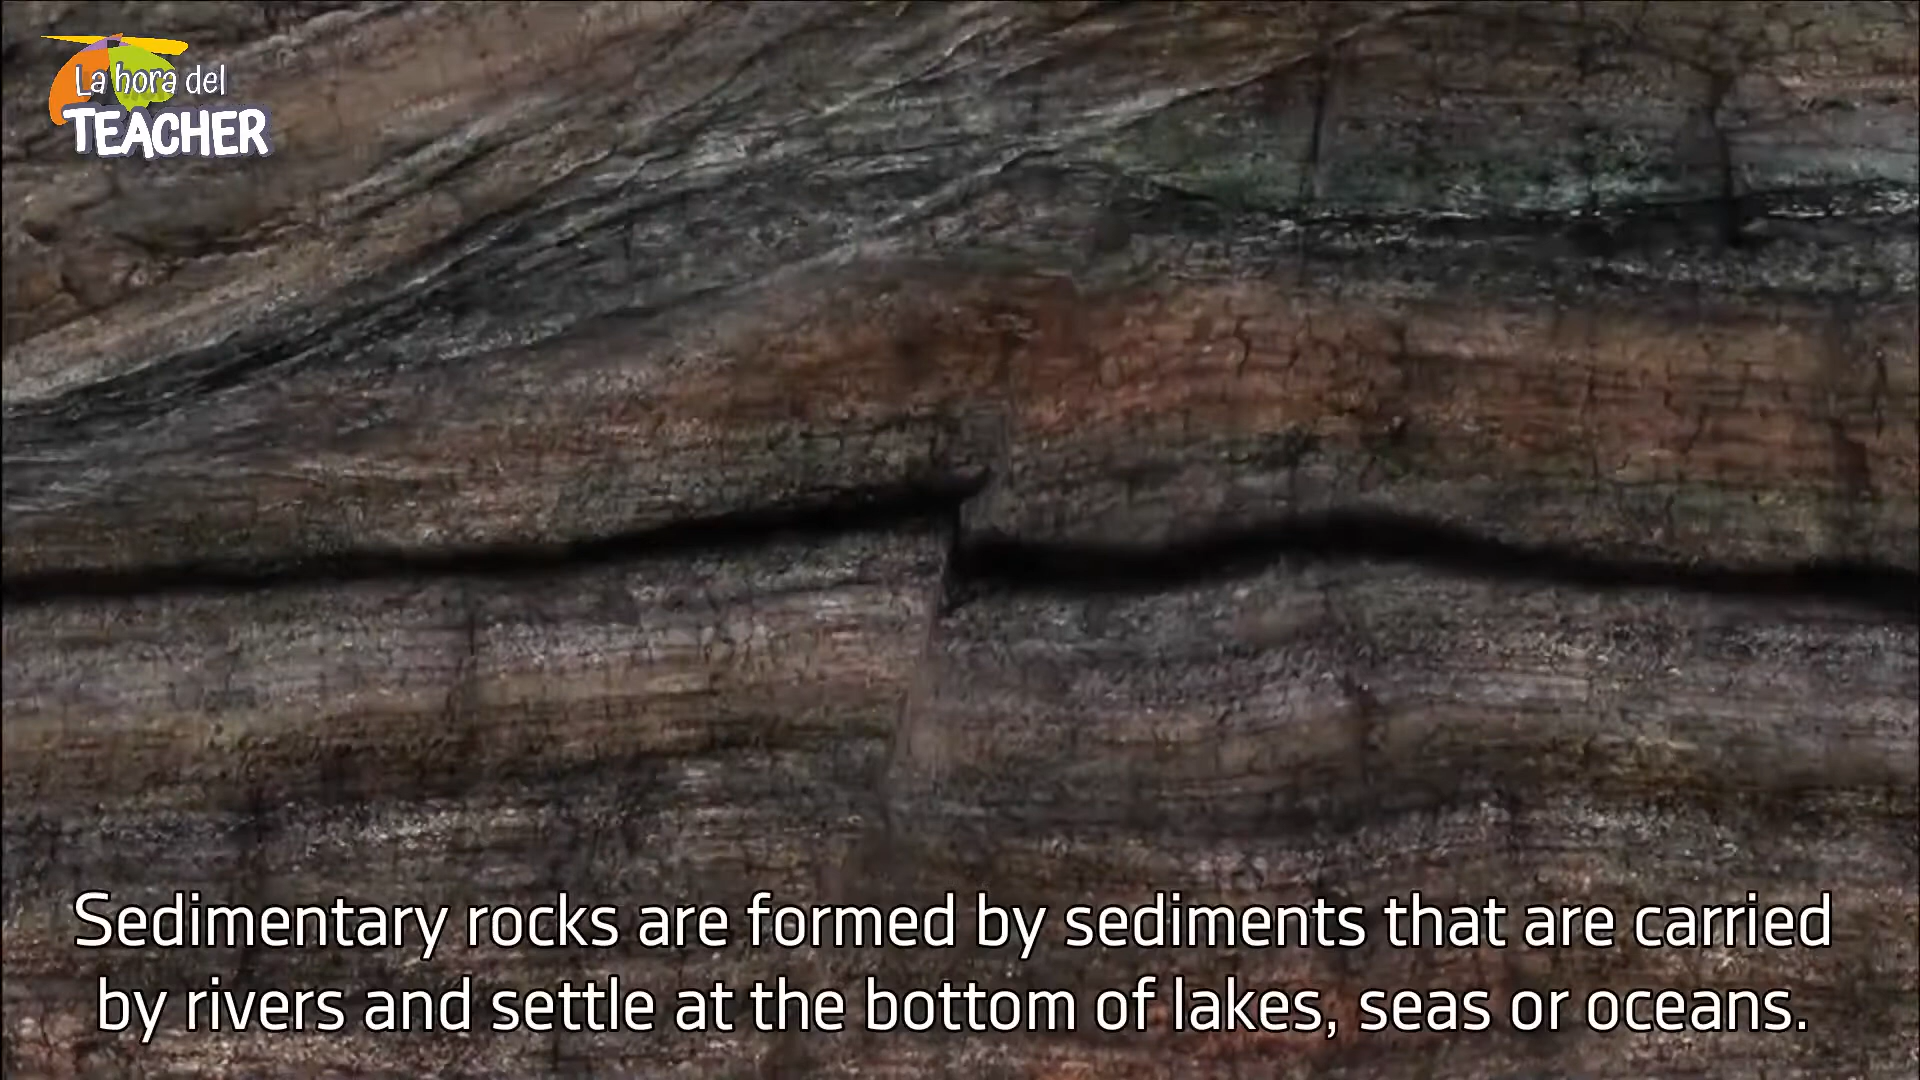 La hora del
TEACHER
Sedimentary rocks are formed by sediments that are carried
by rivers and settle at the bottom of lakes, seas or oceans.